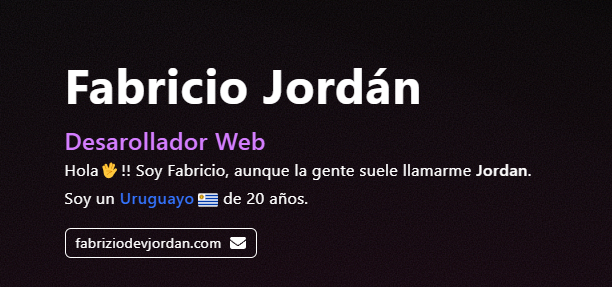 Fabricio Jordán
Desarollador Web
Hola🖖!! Soy Fabricio, aunque la gente suele llamarme Jordan.
Soy un Uruguayo 🇺🇾 de 20 años.
fabriziodevjordan.com